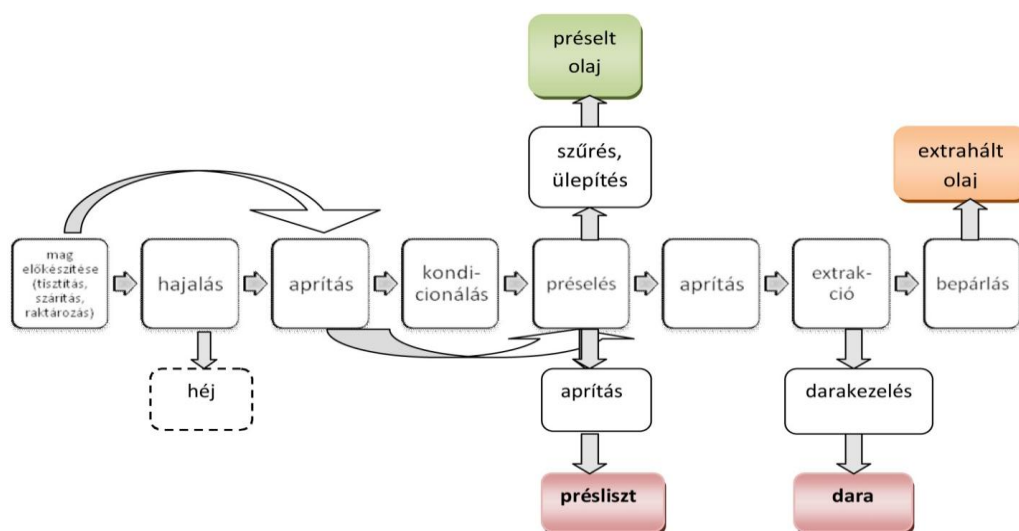 préselt
olaj
szűrés,
ülepítés
extrahált
olaj
mag
előkészítése
(tisztítás,
szárítás,
raktározás)
hajalás
aprítás
kondi-
cionálás
préselés
aprítás
extrak-
ció
bepárlás
héj
aprítás
darakezelés
présliszt
dara